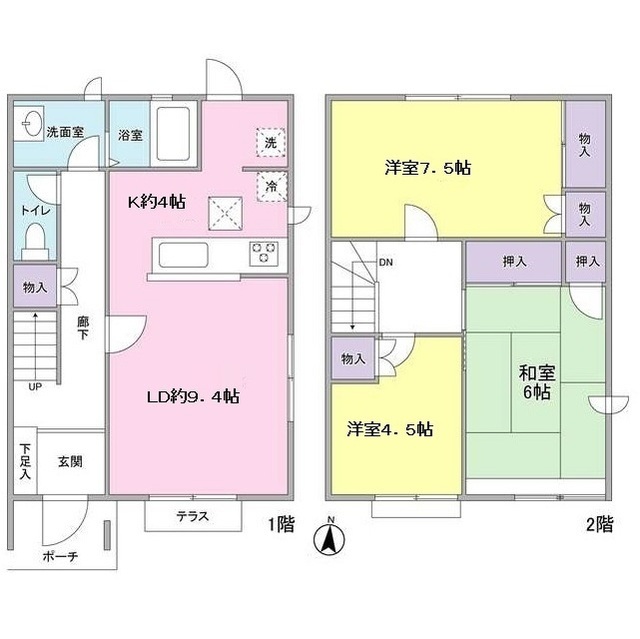 洗面室
浴室
洗
冷
K約4帖
トイレ
物入
廊下
UP
LD約9.4帖
下足入
玄関
テラス
1階
ポーチ
N
洋室7.5帖
物入
物入
DN
押入
押入
物入
和室
6帖
洋室4.5帖
2階